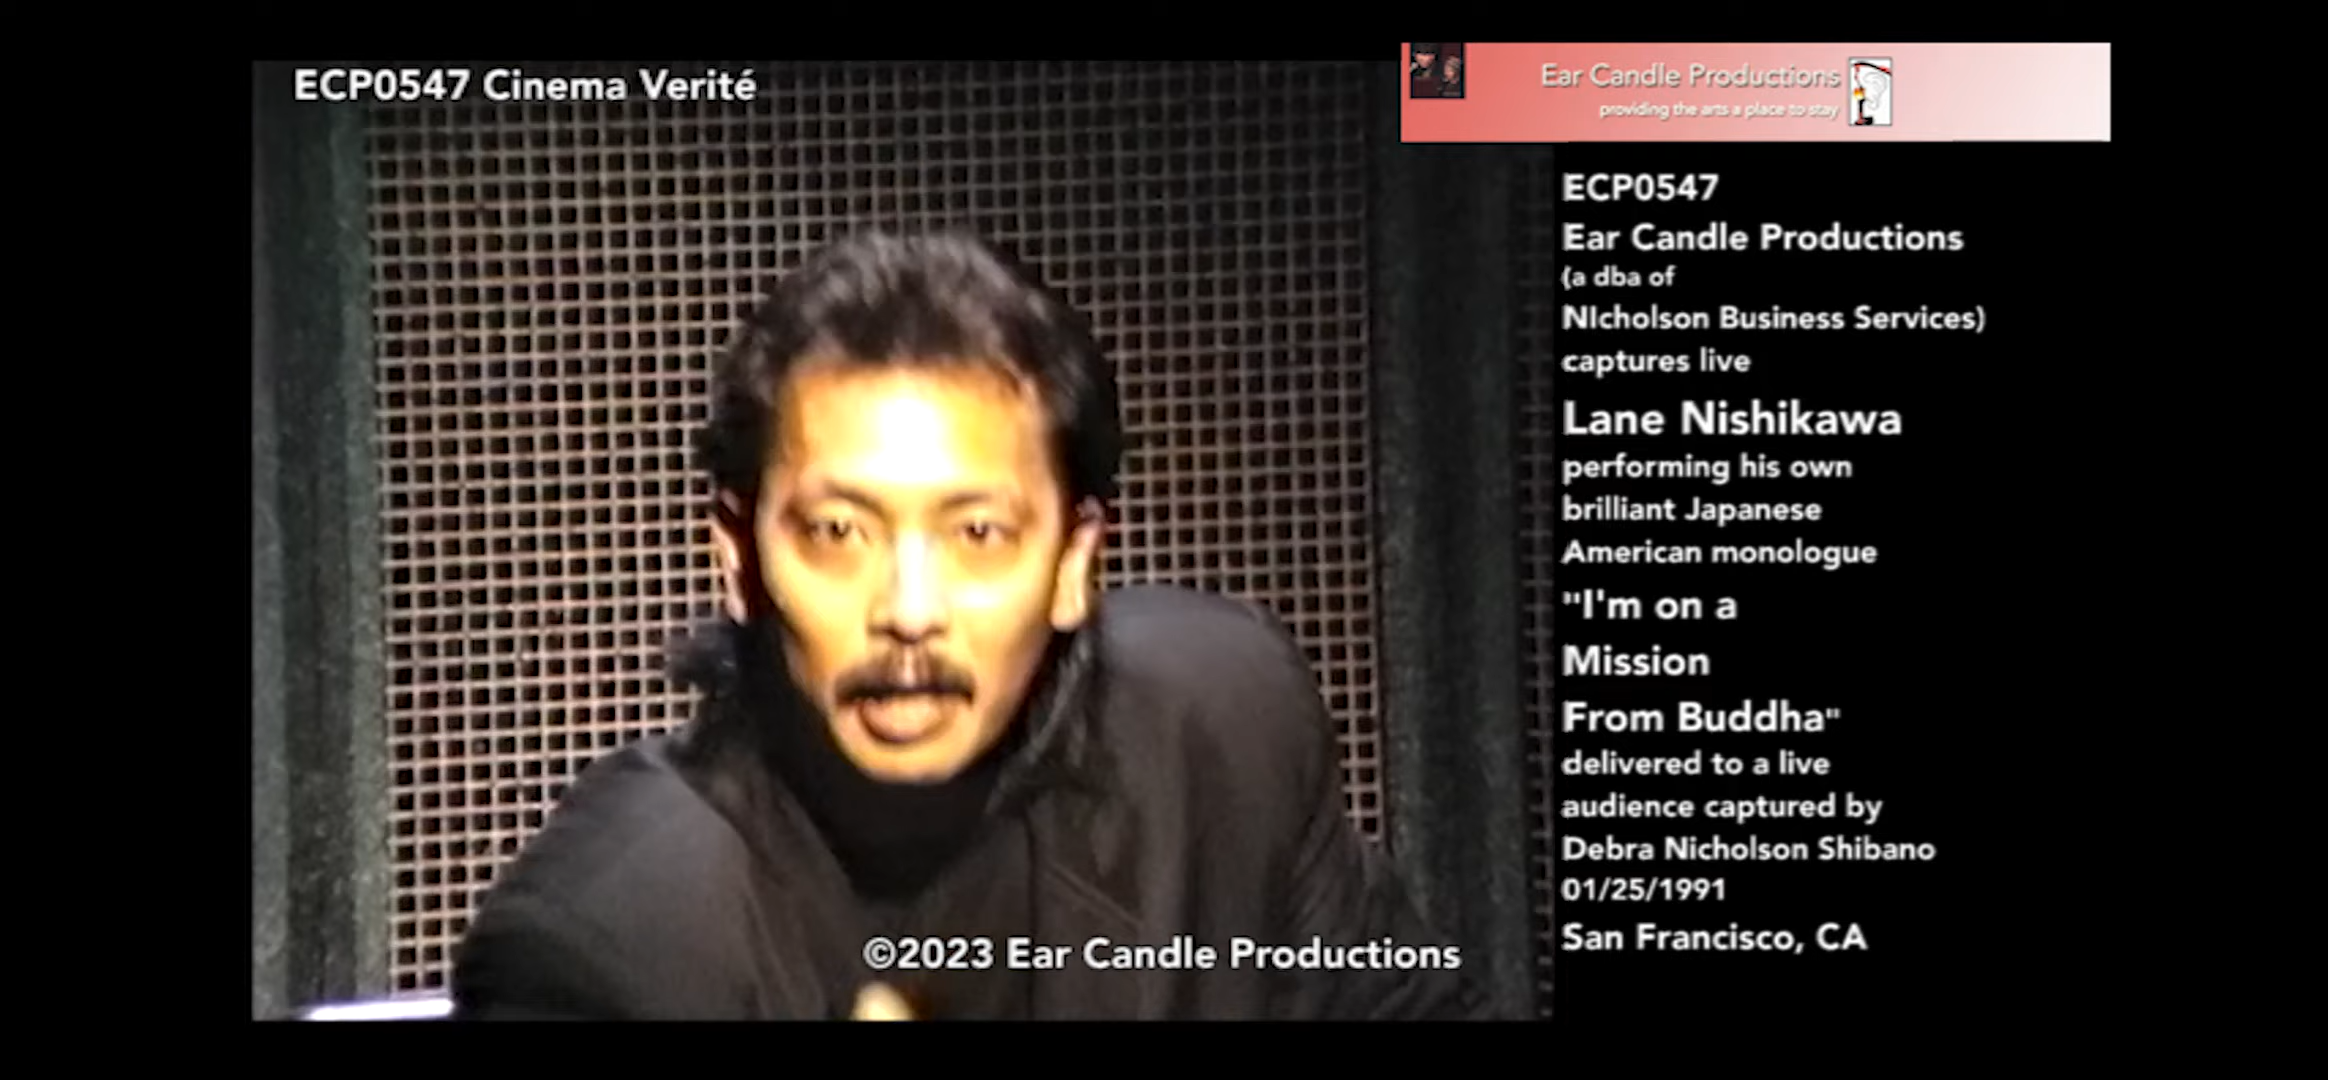 ECP0547 Cinema Verité
Ear Candle Productions
providing the arts a place to stay
ECP0547
Ear Candle Productions
(a dba of
NIcholson Business Services)
captures live
Lane Nishikawa
performing his own
brilliant Japanese
American monologue
"I'm on a
Mission
From Buddha"
delivered to a live
audience captured by
Debra Nicholson Shibano
01/25/1991
San Francisco, CA
©2023 Ear Candle Productions